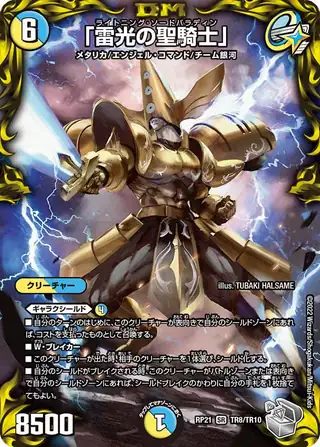 DM
6
ライトニング・ソードパラディン
「雷光の聖騎士」
メタリカ/エンジェル・コマンド/チーム銀河
illus. TUBAKI HALSAME
クリーチャー
ギャラクシールド
■自分のターンのはじめに、このクリーチャーが表向きで自分のシールドゾーンにあれば、コストを支払ったものとして召喚する。
■W・ブレイカー
■このクリーチャーが出た時、相手のクリーチャーを1体選び、シールド化する。
■自分のシールドがブレイクされる時、このクリーチャーがバトルゾーンまたは表向きでシールドゾーンにあれば、シールドブレイクのかわりに自分の手札を1枚捨ててもよい。
8500
1
RP21 SR TR8/TR10